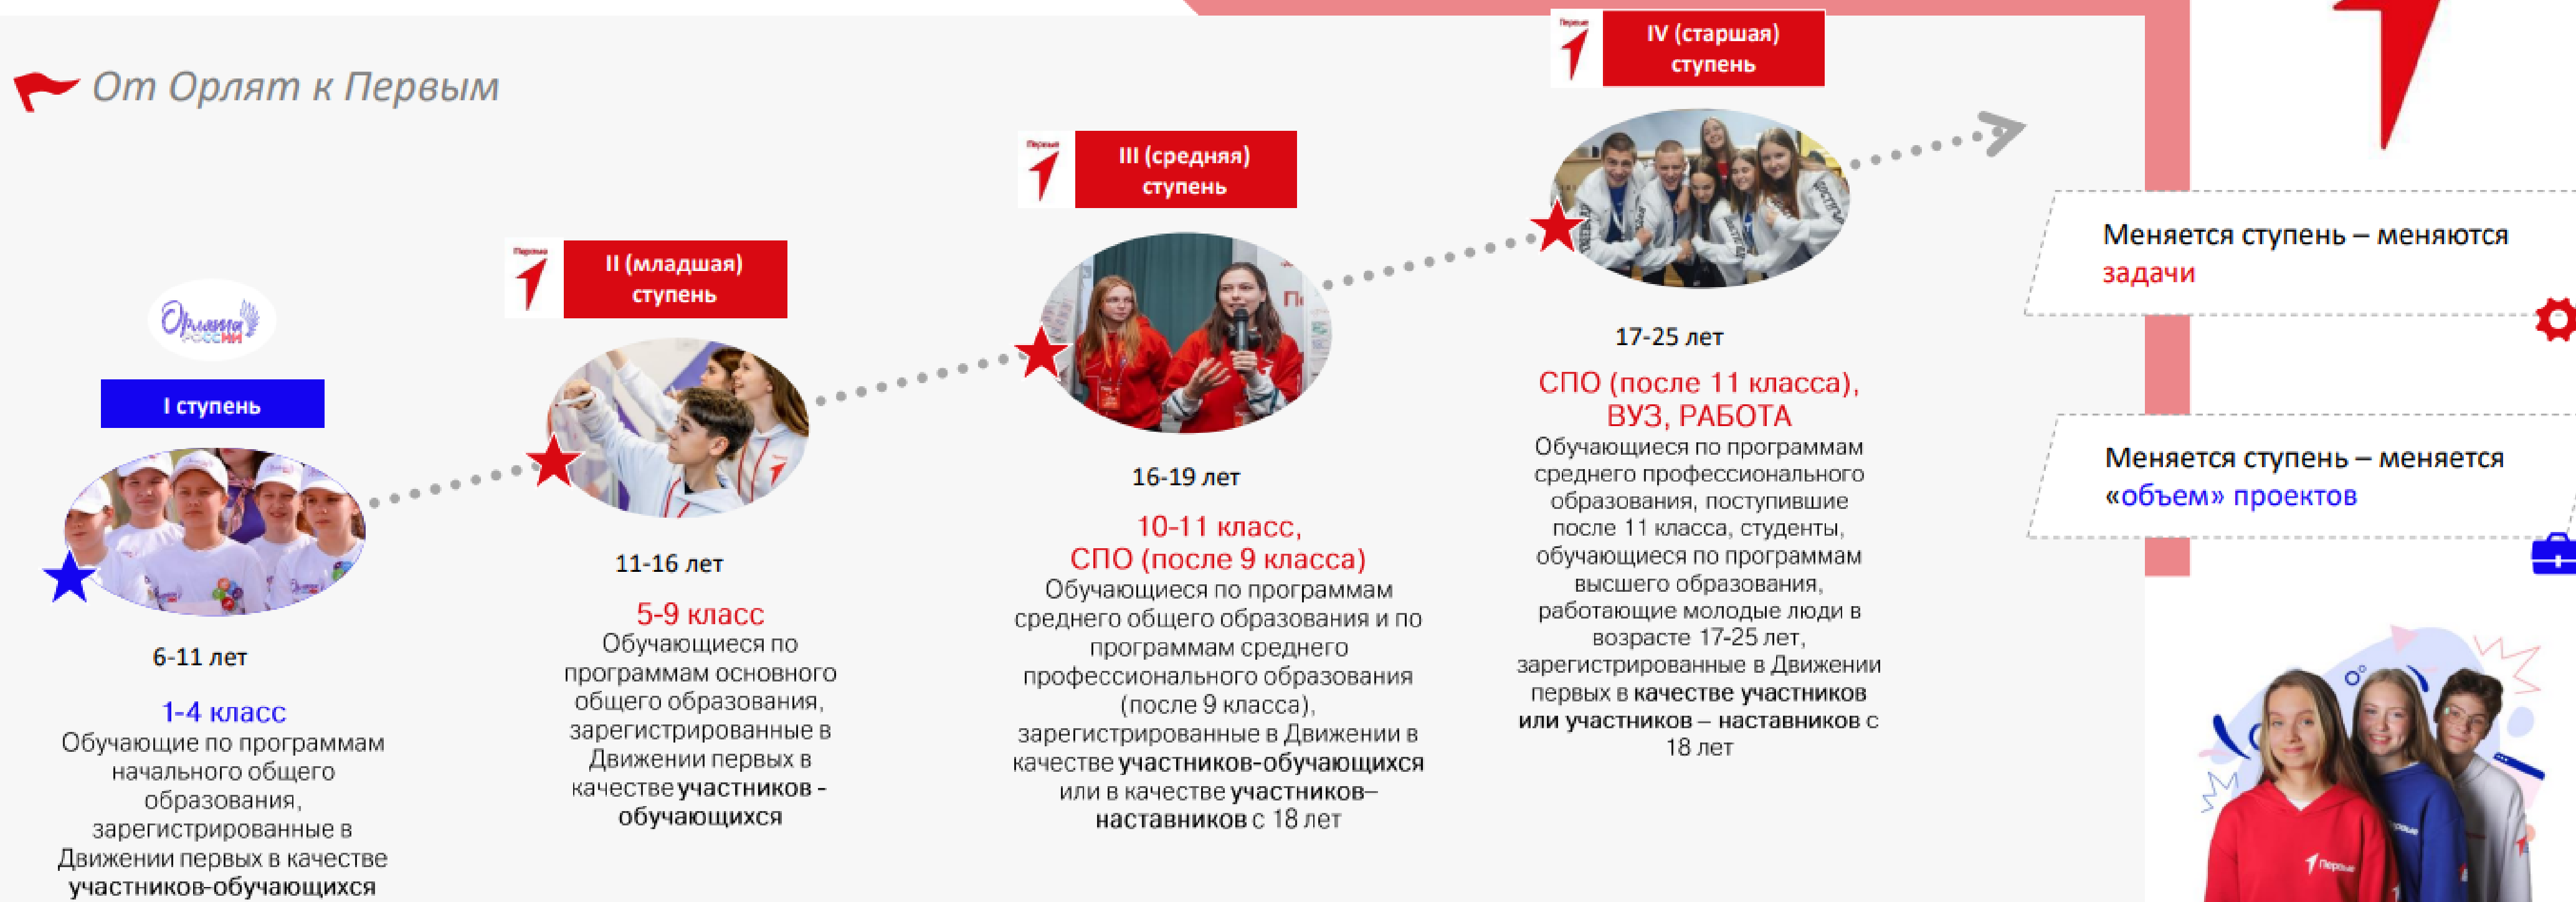 От Орлят к Первым
Орлята
РОССИИ
I ступень
6-11 лет
1-4 класс
Обучающие по программам
начального общего
образования,
зарегистрированные в
Движении первых в качестве
участников-обучающихся
Первые
II (младшая)
ступень
11-16 лет
5-9 класс
Обучающиеся по
программам основного
общего образования,
зарегистрированные в
Движении первых в
качестве участников -
обучающихся
Первые
III (средняя)
ступень
16-19 лет
10-11 класс,
СПО (после 9 класса)
Обучающиеся по программам
среднего общего образования и по
программам среднего
профессионального образования
(после 9 класса),
зарегистрированные в Движении в
качестве участников-обучающихся
или в качестве участников–
наставников с 18 лет
Первые
IV (старшая)
ступень
17-25 лет
СПО (после 11 класса),
ВУЗ, РАБОТА
Обучающиеся по программам
среднего профессионального
образования, поступившие
после 11 класса, студенты,
обучающиеся по программам
высшего образования,
работающие молодые люди в
возрасте 17-25 лет,
зарегистрированные в Движении
первых в качестве участников
или участников – наставников с
18 лет
Меняется ступень – меняются
задачи
Меняется ступень – меняется
«объем» проектов
Первые